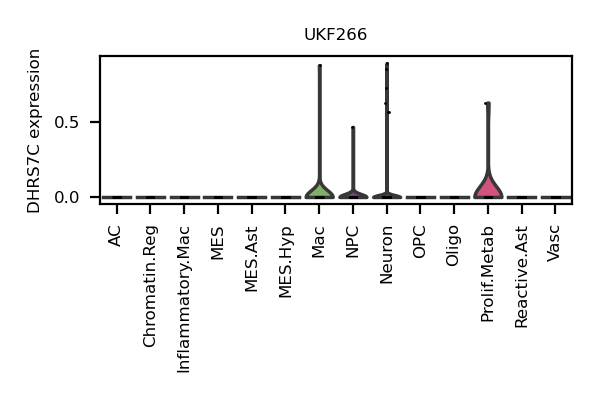 UKF266
DHRS7C expression
0.5
0.0
AC
Chromatin.Reg
Inflammatory.Mac
MES
MES.Ast
MES.Hyp
Mac
NPC
Neuron
OPC
Oligo
Prolif.Metab
Reactive.Ast
Vasc